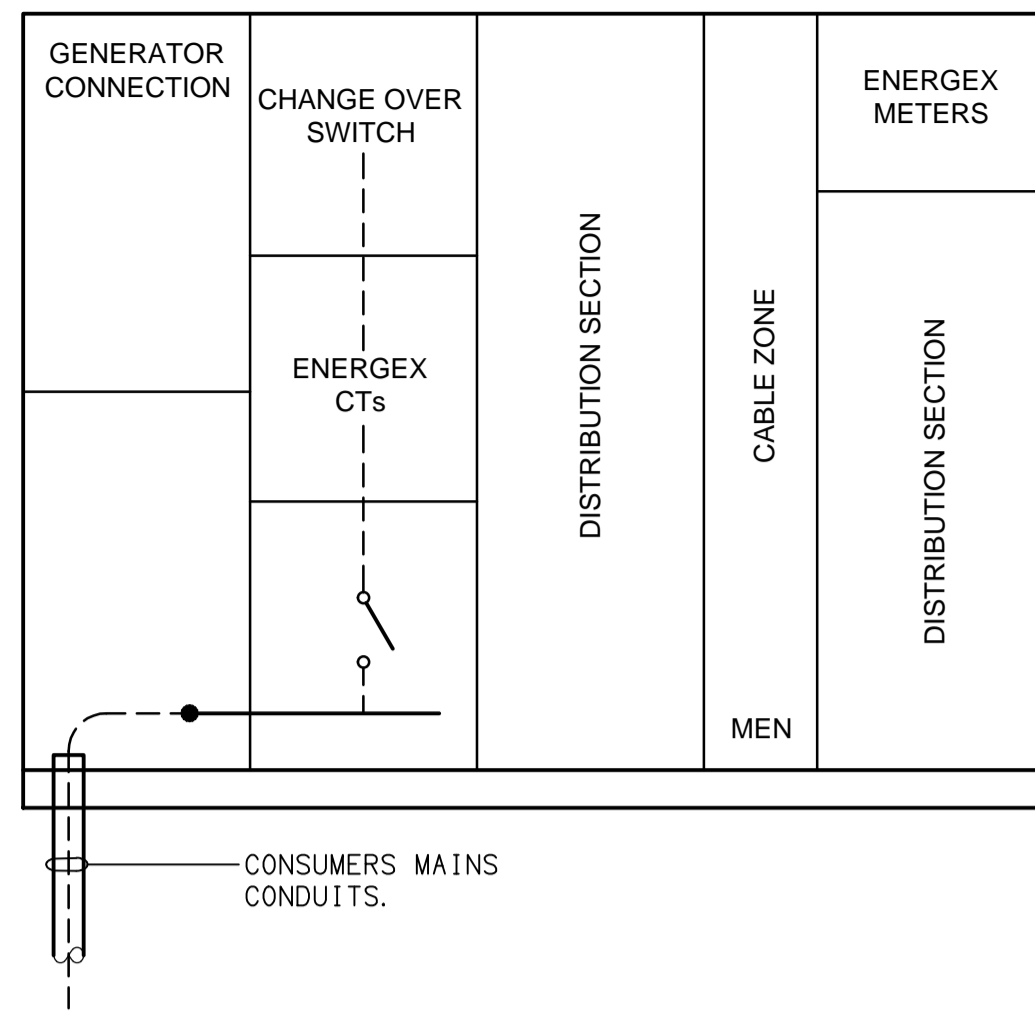 GENERATOR
CONNECTION
CHANGE OVER
SWITCH
ENERGEX
CTs
DISTRIBUTION SECTION
CABLE ZONE
MEN
ENERGEX
METERS
DISTRIBUTION SECTION
CONSUMERS MAINS
CONDUITS.